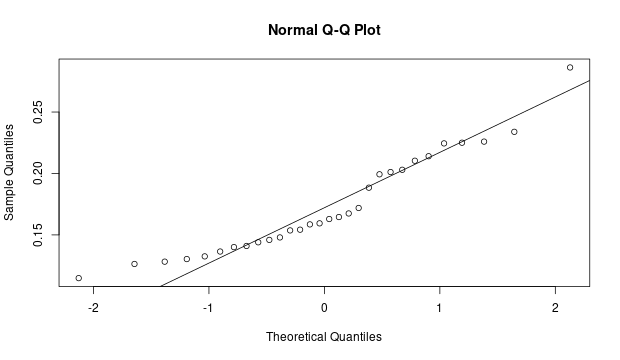 Normal Q-Q Plot
Sample Quantiles
0.25
0.20
0.15
-2 -1 0 1 2
Theoretical Quantiles